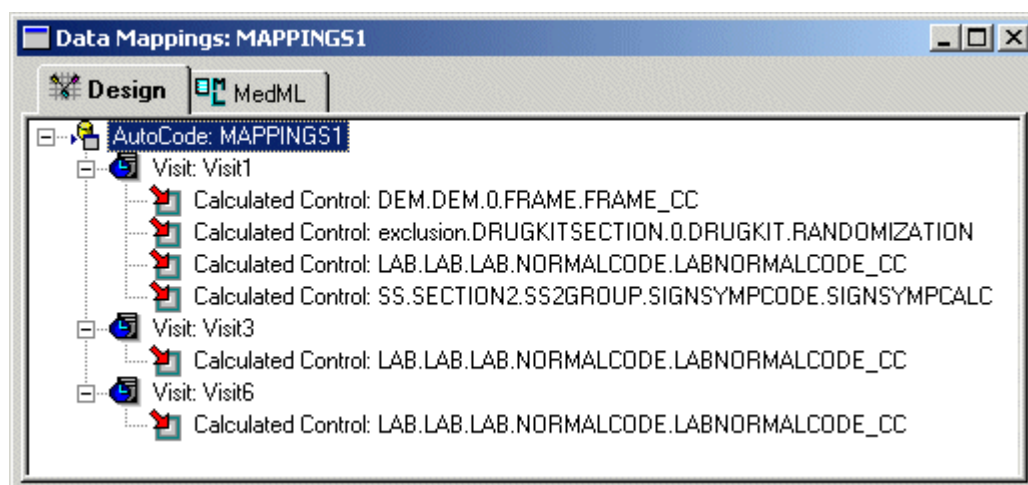 Data Mappings: MAPPINGS1
Design MedML
AutoCode: MAPPINGS1
Visit: Visit1
Calculated Control: DEM.DEM.0.FRAME.FRAME_CC
Calculated Control: exclusion.DRUGKITSECTION.0.DRUGKIT.RANDOMIZATION
Calculated Control: LAB.LAB.LAB.NORMALCODE.LABNORMALCODE_CC
Calculated Control: SS.SECTION2.SS2GROUP.SIGNSYMPCODE.SIGNSYMPCALC
Visit: Visit3
Calculated Control: LAB.LAB.LAB.NORMALCODE.LABNORMALCODE_CC
Visit: Visit6
Calculated Control: LAB.LAB.LAB.NORMALCODE.LABNORMALCODE_CC